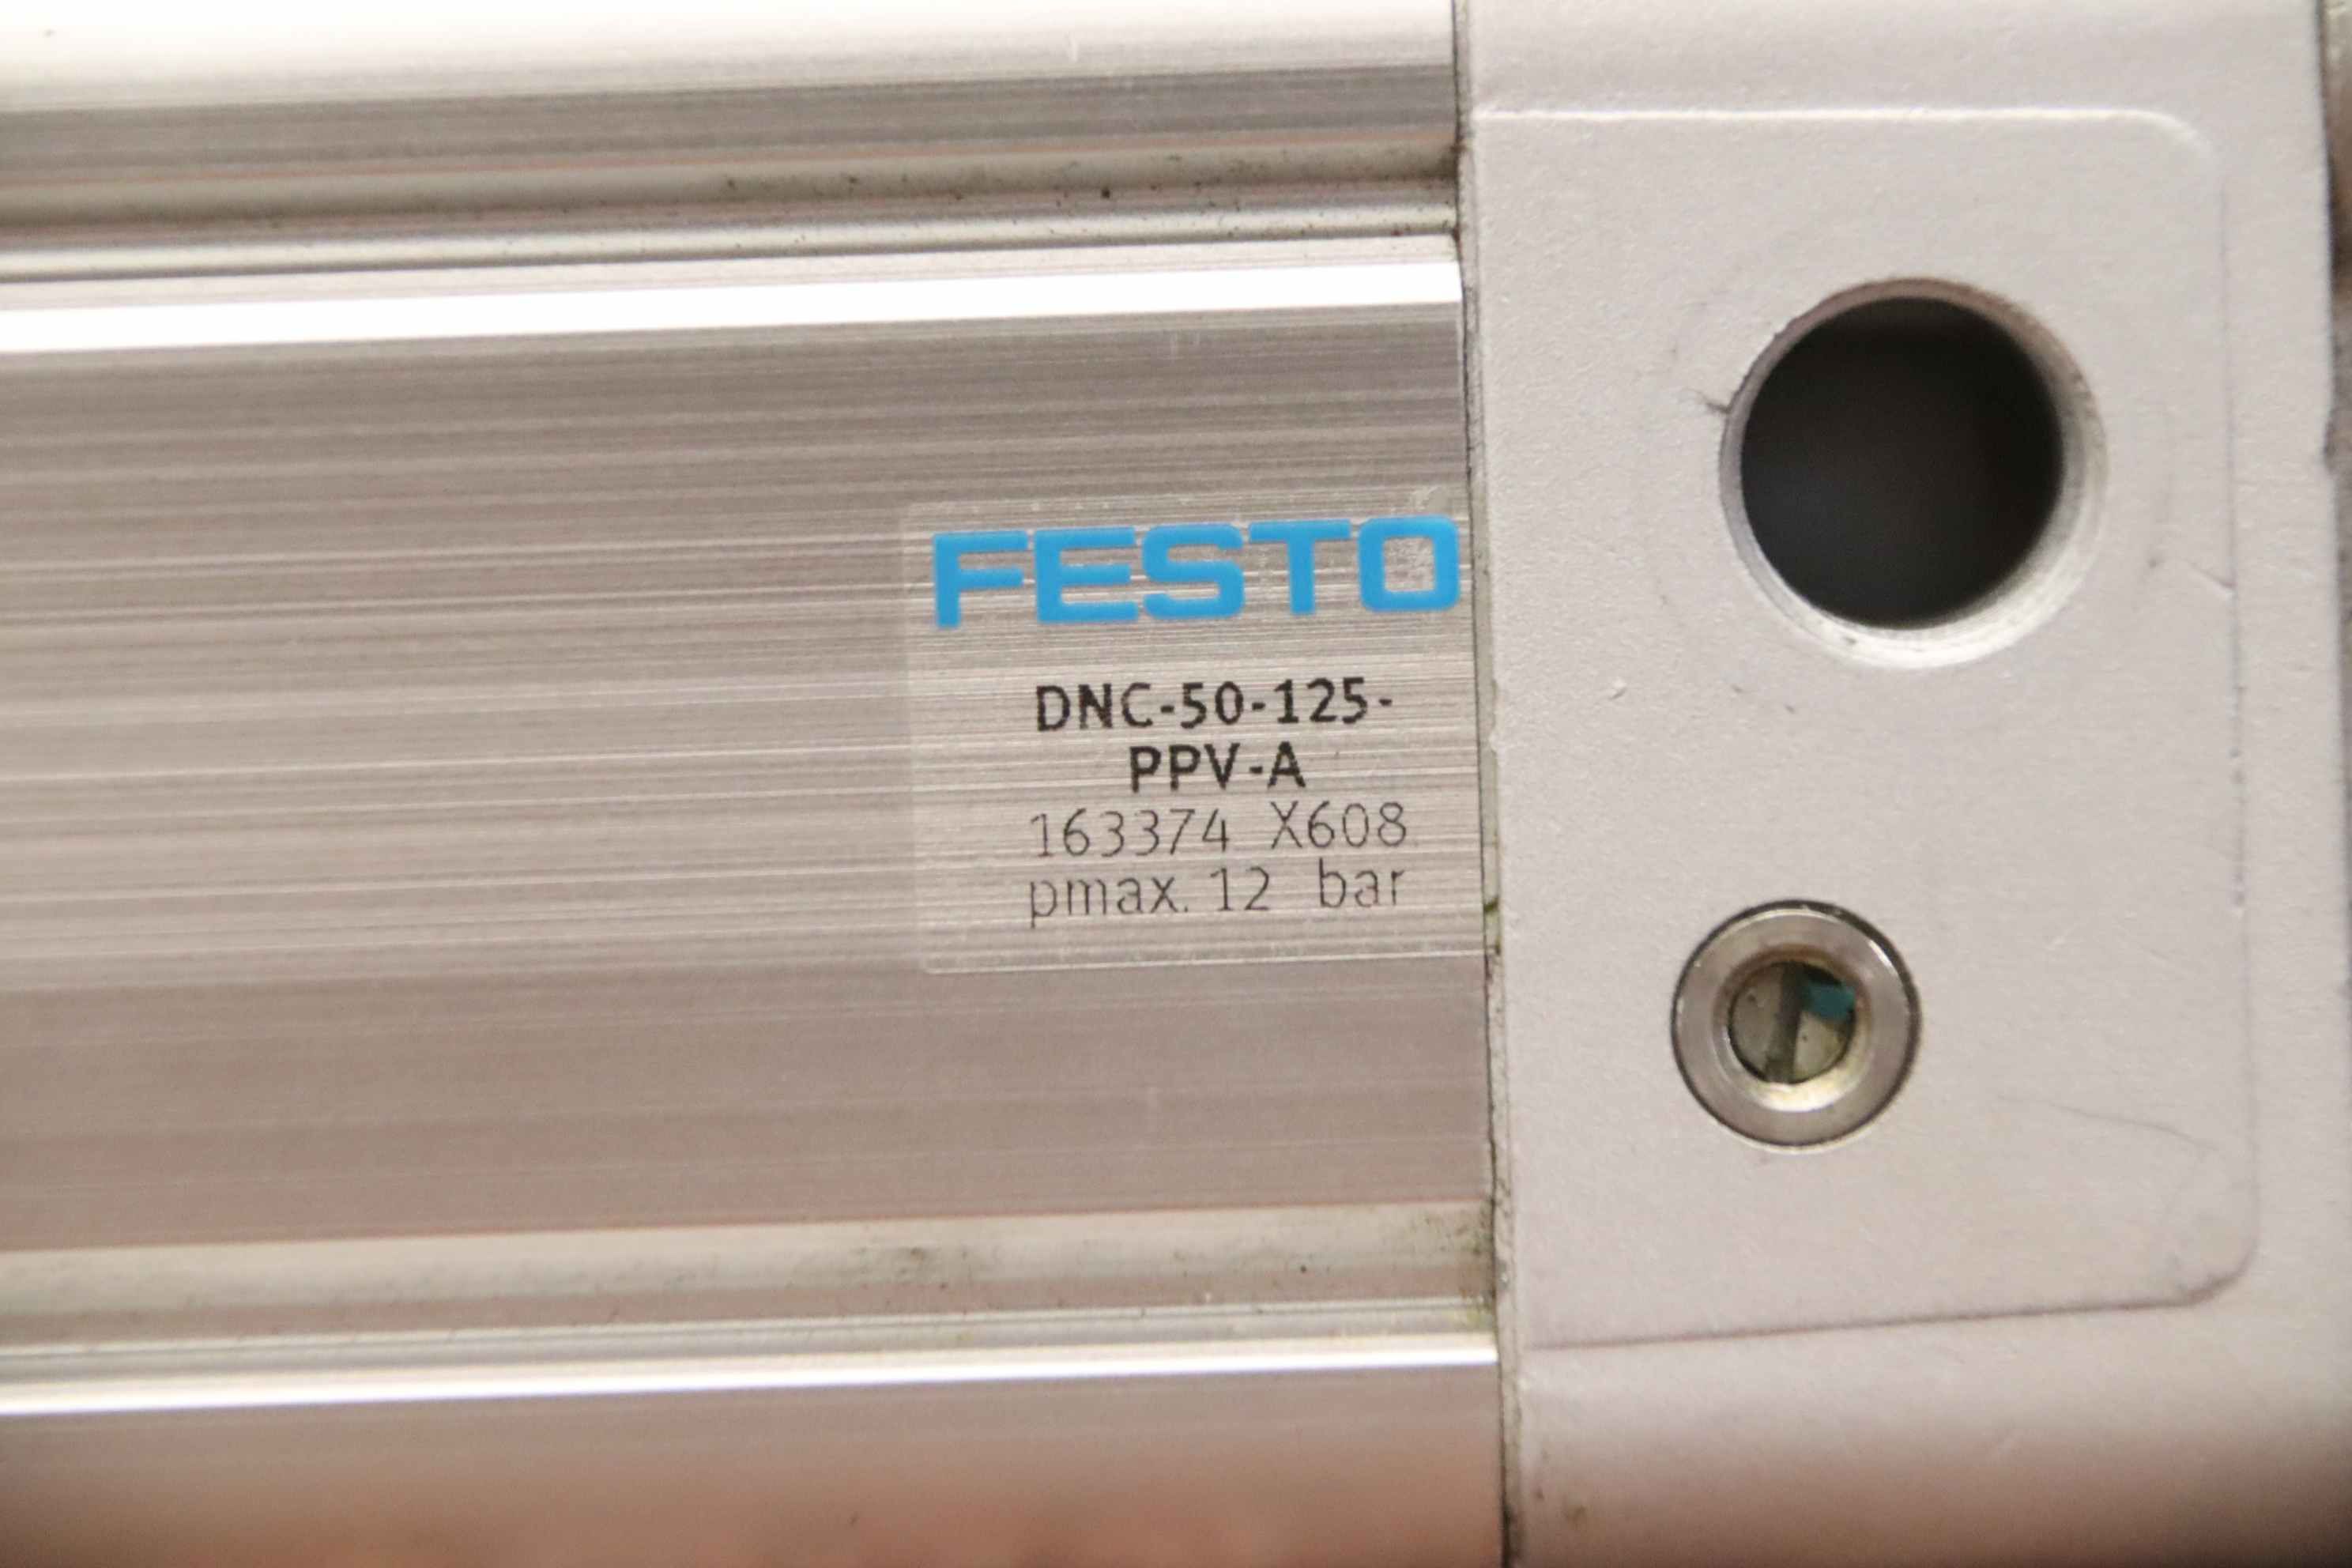 FESTO
DNC-50-125-
PPV-A
163374 X608
pmax. 12 bar